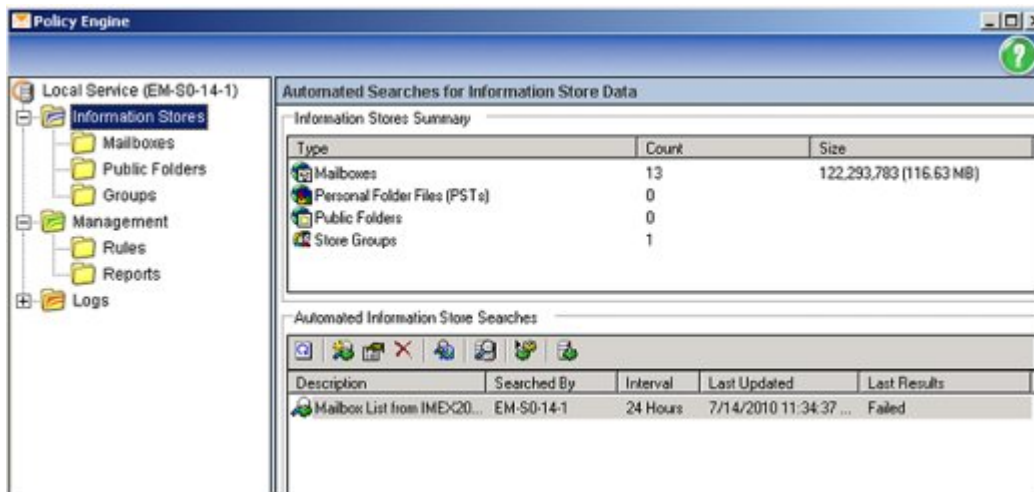 Policy Engine
Local Service (EM-S0-14-1)
Information Stores
Mailboxes
Public Folders
Groups
Management
Rules
Reports
Logs
Automated Searches for Information Store Data
Information Stores Summary
Type Count Size
Mailboxes 13 122,293,783 (116.63 MB)
Personal Folder Files (PSTs) 0
Public Folders 0
Store Groups 1
Automated Information Store Searches
Description Searched By Interval Last Updated Last Results
Mailbox List from IMEX20... EM-S0-14-1 24 Hours 7/14/2010 11:34:37 ... Failed